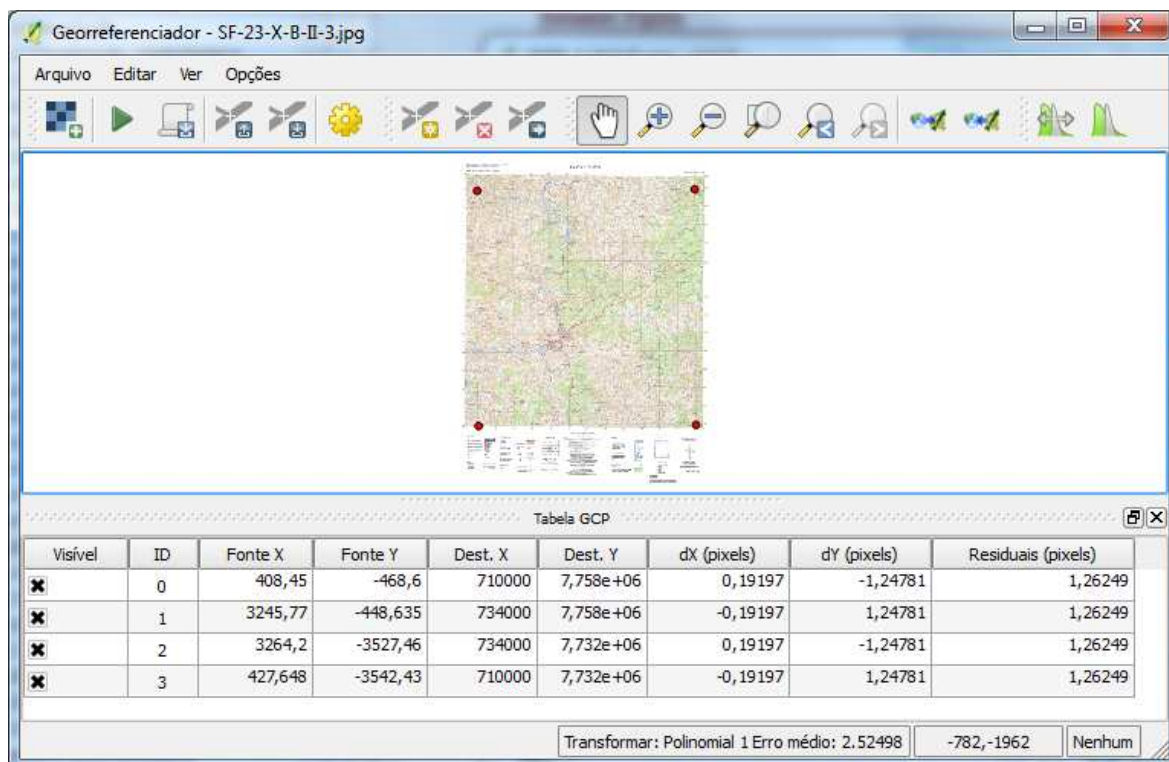 Georreferenciador - SF-23-X-B-II-3.jpg
Arquivo Editar Ver Opções
Tabela GCP
Visível ID Fonte X Fonte Y Dest. X Dest. Y dX (pixels) dY (pixels) Residuais (pixels)
0 408,45 -468,6 710000 7,758e+06 0,19197 -1,24781 1,26249
1 3245,77 -448,635 734000 7,758e+06 -0,19197 1,24781 1,26249
2 3264,2 -3527,46 734000 7,732e+06 0,19197 -1,24781 1,26249
3 427,648 -3542,43 710000 7,732e+06 -0,19197 1,24781 1,26249
Transformar: Polinomial 1 Erro médio: 2.52498 -782,-1962 Nenhum